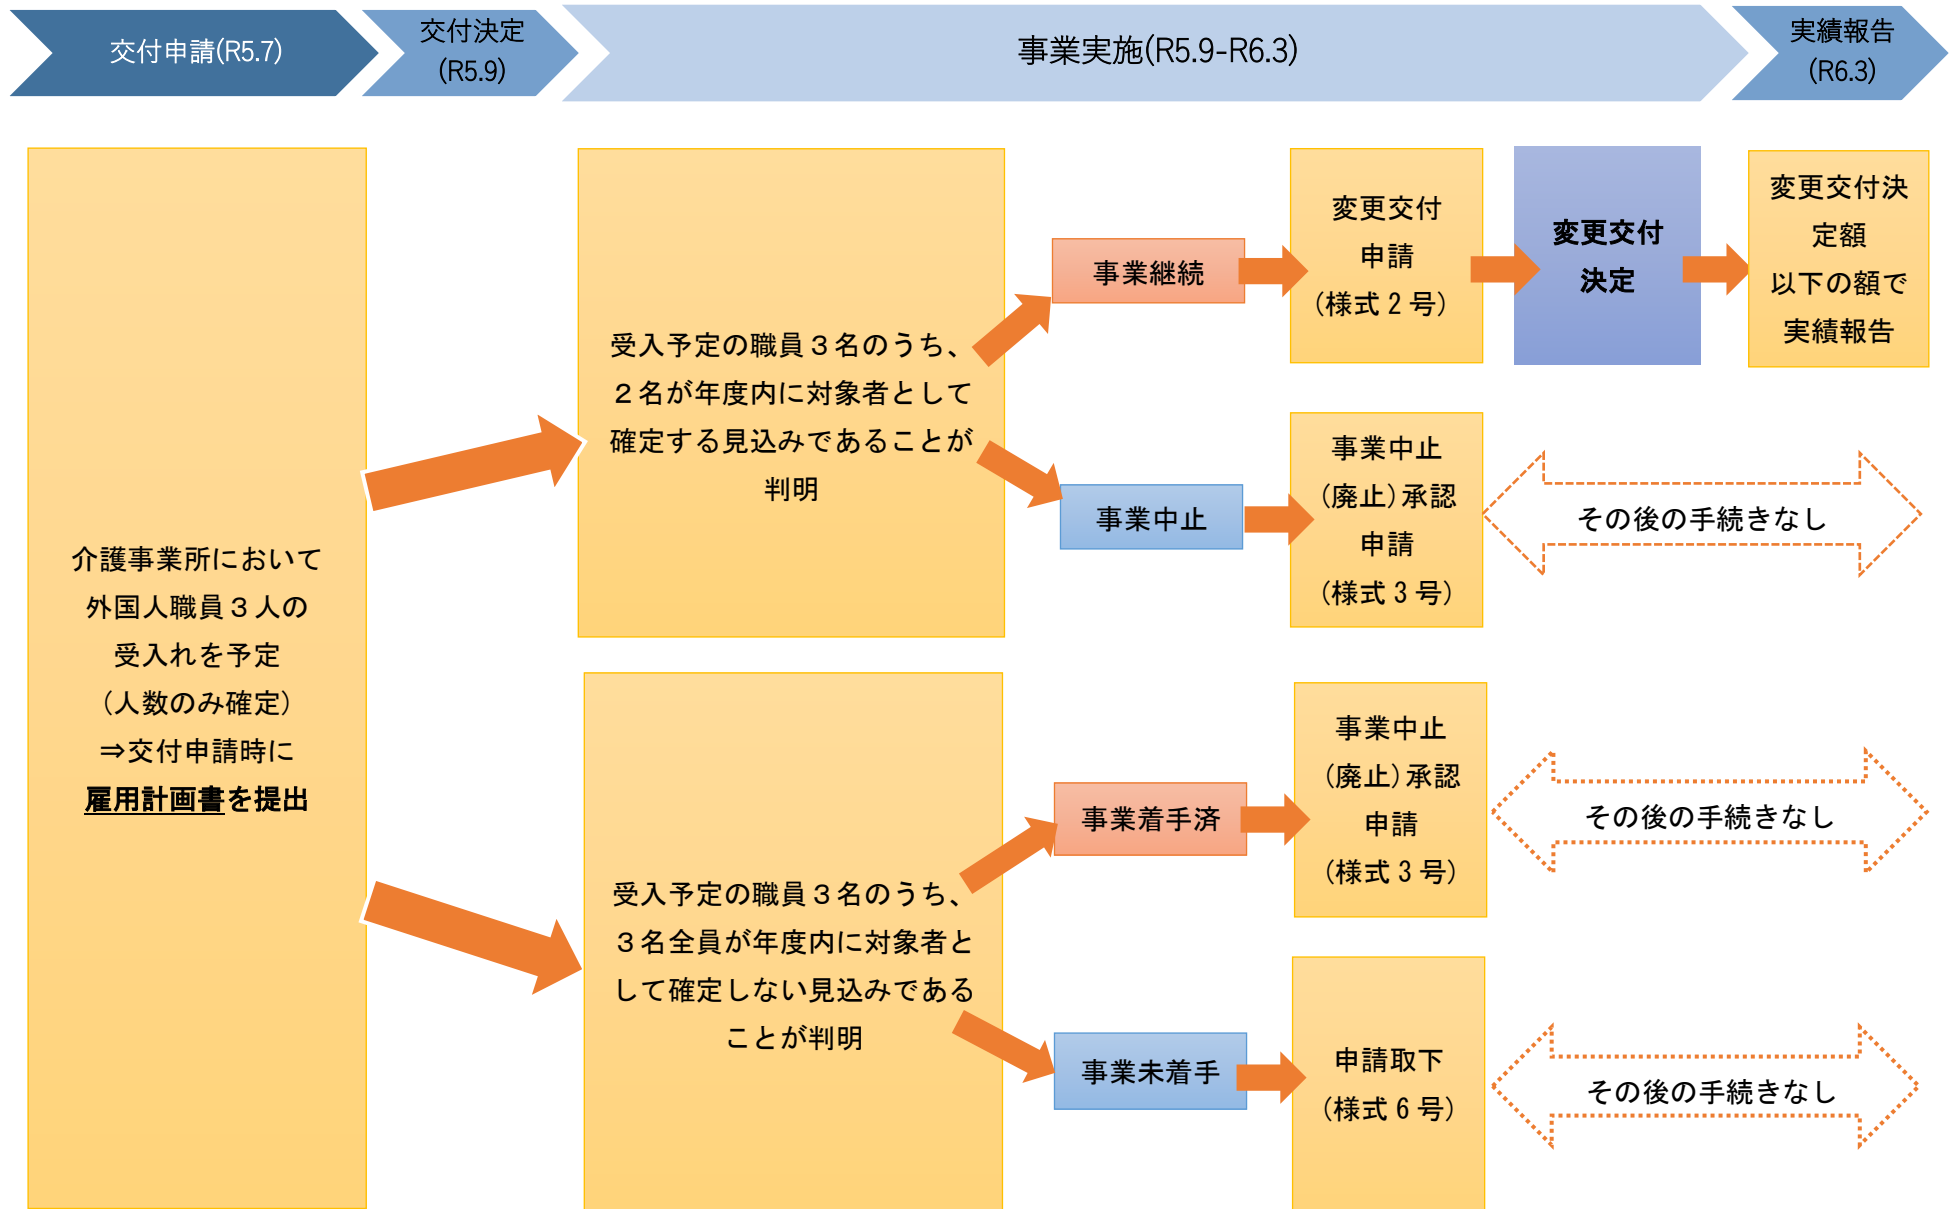 交付申請(R5.7)
交付決定
(R5.9)
事業実施(R5.9-R6.3)
実績報告
(R6.3)
介護事業所において
外国人職員３人の
受入れを予定
（人数のみ確定）
⇒交付申請時に
雇用計画書を提出
受入予定の職員３名のうち、
２名が年度内に対象者として
確定する見込みであることが
判明
事業継続
変更交付
申請
（様式２号）
変更交付
決定
変更交付決
定額
以下の額で
実績報告
事業中止
事業中止
（廃止）承認
申請
（様式３号）
その後の手続きなし
受入予定の職員３名のうち、
３名全員が年度内に対象者と
して確定しない見込みである
ことが判明
事業着手済
事業中止
（廃止）承認
申請
（様式３号）
その後の手続きなし
事業未着手
申請取下
（様式６号）
その後の手続きなし